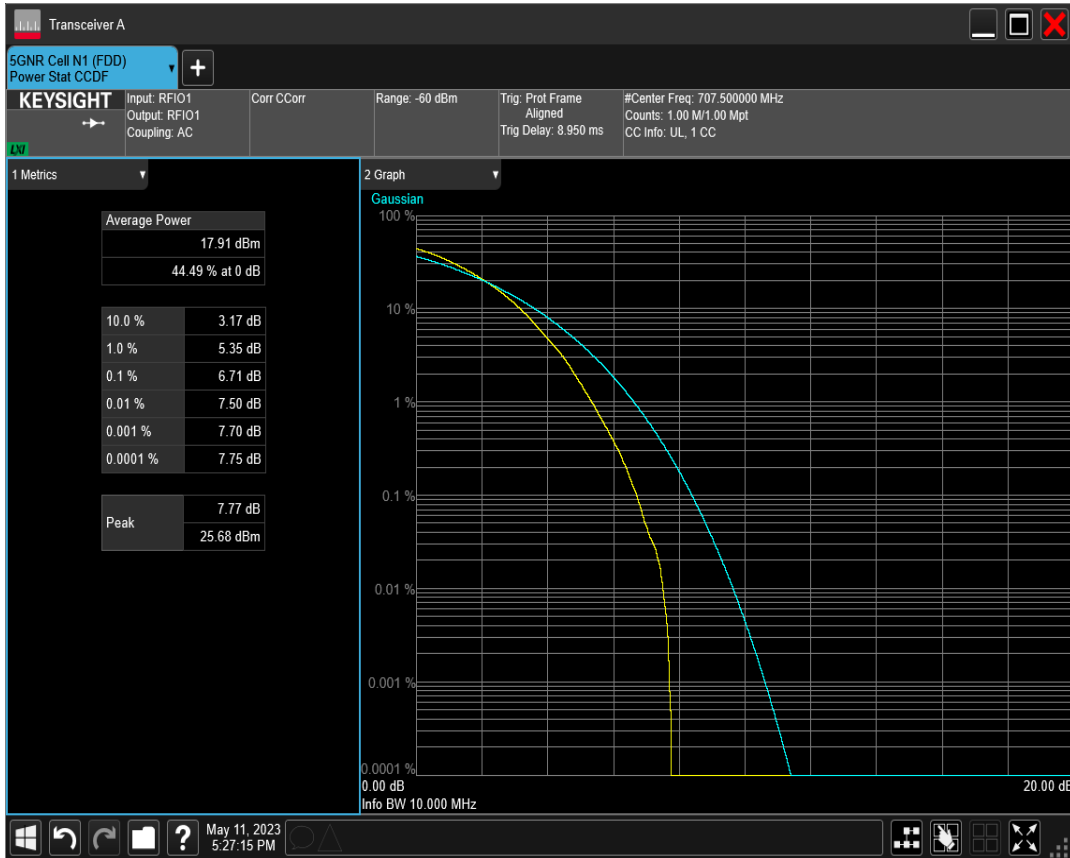 Transceiver A
5GNR Cell N1 (FDD)
Power Stat CCDF
+
KEYSIGHT
LXI
Input: RFIO1
Output: RFIO1
Coupling: AC
Corr CCorr
Range: -60 dBm
Trig: Prot Frame
Aligned
Trig Delay: 8.950 ms
#Center Freq: 707.500000 MHz
Counts: 1.00 M/1.00 Mpt
CC Info: UL, 1 CC
1 Metrics
Average Power
17.91 dBm
44.49 % at 0 dB
10.0 % 3.17 dB
1.0 % 5.35 dB
0.1 % 6.71 dB
0.01 % 7.50 dB
0.001 % 7.70 dB
0.0001 % 7.75 dB
Peak 7.77 dB
25.68 dBm
2 Graph
Gaussian
100 %
10 %
1 %
0.1 %
0.01 %
0.001 %
0.0001 %
0.00 dB 20.00 dB
Info BW 10.000 MHz
?
May 11, 2023
5:27:15 PM